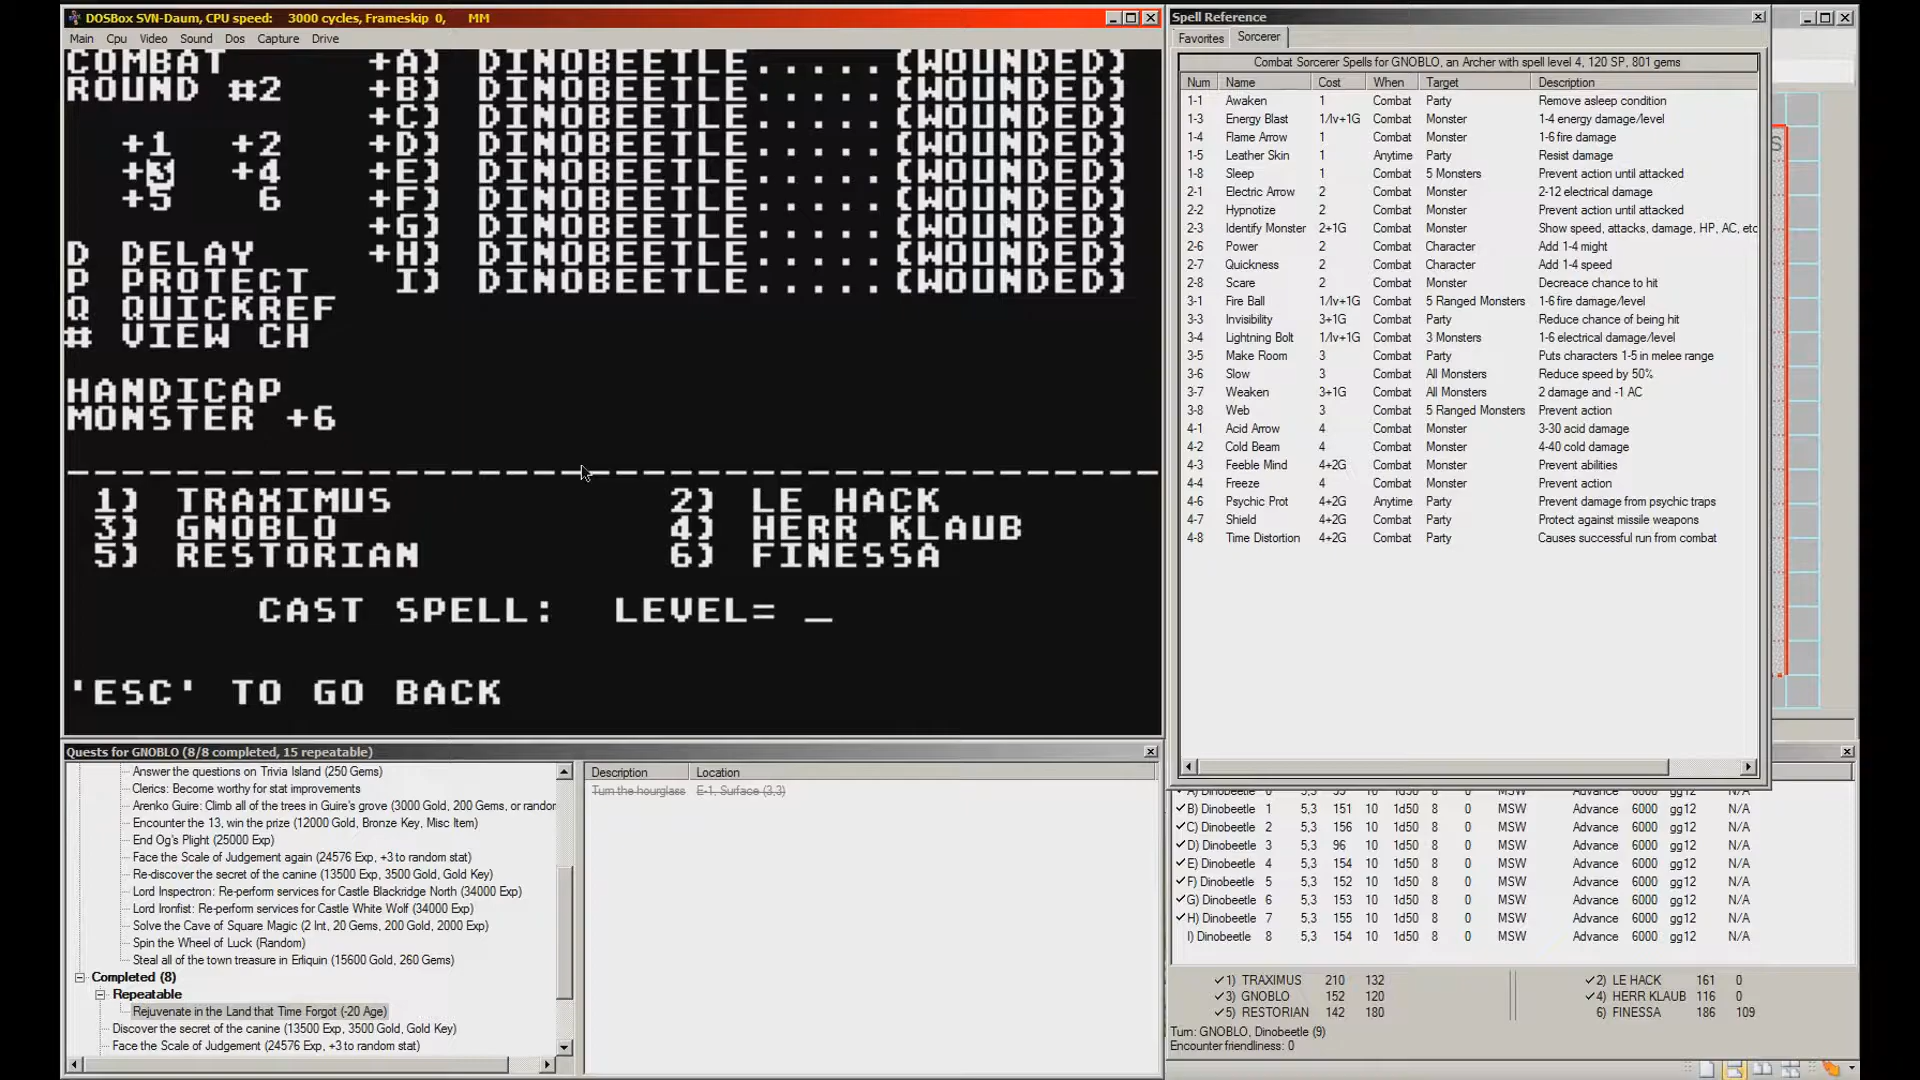 DOSBox SVN-Daum, CPU speed: 3000 cycles, Frameskip 0, MM
Main Cpu Video Sound Dos Capture Drive
COMBAT +A) DINOBEETLE.....(WOUNDED)
ROUND #2 +B) DINOBEETLE.....(WOUNDED)
+C) DINOBEETLE.....(WOUNDED)
+1 +2 +D) DINOBEETLE.....(WOUNDED)
+3 +4 +E) DINOBEETLE.....(WOUNDED)
+5 6 +F) DINOBEETLE.....(WOUNDED)
+G) DINOBEETLE.....(WOUNDED)
D DELAY +H) DINOBEETLE.....(WOUNDED)
P PROTECT I) DINOBEETLE.....(WOUNDED)
Q QUICKREF
# VIEW CH
HANDICAP
MONSTER +6
1) TRAXIMUS 2) LE HACK
3) GNOBLO 4) HERR KLAUB
5) RESTORIAN 6) FINESSA
CAST SPELL: LEVEL= _
'ESC' TO GO BACK
Spell Reference
Favorites Sorcerer
Combat Sorcerer Spells for GNOBLO, an Archer with spell level 4, 120 SP, 801 gems
Num Name Cost When Target Description
1-1 Awaken 1 Combat Party Remove asleep condition
1-3 Energy Blast 1/lv+1G Combat Monster 1-4 energy damage/level
1-4 Flame Arrow 1 Combat Monster 1-6 fire damage
1-5 Leather Skin 1 Anytime Party Resist damage
1-8 Sleep 1 Combat 5 Monsters Prevent action until attacked
2-1 Electric Arrow 2 Combat Monster 2-12 electrical damage
2-2 Hypnotize 2 Combat Monster Prevent action until attacked
2-3 Identify Monster 2+1G Combat Monster Show speed, attacks, damage, HP, AC, etc
2-6 Power 2 Combat Character Add 1-4 might
2-7 Quickness 2 Combat Character Add 1-4 speed
2-8 Scare 2 Combat Monster Decreace chance to hit
3-1 Fire Ball 1/lv+1G Combat 5 Ranged Monsters 1-6 fire damage/level
3-3 Invisibility 3+1G Combat Party Reduce chance of being hit
3-4 Lightning Bolt 1/lv+1G Combat 3 Monsters 1-6 electrical damage/level
3-5 Make Room 3 Combat Party Puts characters 1-5 in melee range
3-6 Slow 3 Combat All Monsters Reduce speed by 50%
3-7 Weaken 3+1G Combat All Monsters 2 damage and -1 AC
3-8 Web 3 Combat 5 Ranged Monsters Prevent action
4-1 Acid Arrow 4 Combat Monster 3-30 acid damage
4-2 Cold Beam 4 Combat Monster 4-40 cold damage
4-3 Feeble Mind 4+2G Combat Monster Prevent abilities
4-4 Freeze 4 Combat Monster Prevent action
4-6 Psychic Prot 4+2G Anytime Party Prevent damage from psychic traps
4-7 Shield 4+2G Combat Party Protect against missile weapons
4-8 Time Distortion 4+2G Combat Party Causes successful run from combat
Quests for GNOBLO (8/8 completed, 15 repeatable)
Answer the questions on Trivia Island (250 Gems)
Clerics: Become worthy for stat improvements
Arenko Guire: Climb all of the trees in Guire's grove (3000 Gold, 200 Gems, or randor
Encounter the 13, win the prize (12000 Gold, Bronze Key, Misc Item)
End Og's Plight (25000 Exp)
Face the Scale of Judgement again (24576 Exp, +3 to random stat)
Re-discover the secret of the canine (13500 Exp, 3500 Gold, Gold Key)
Lord Inspectron: Re-perform services for Castle Blackridge North (34000 Exp)
Lord Ironfist: Re-perform services for Castle White Wolf (34000 Exp)
Solve the Cave of Square Magic (2 Int, 20 Gems, 200 Gold, 2000 Exp)
Spin the Wheel of Luck (Random)
Steal all of the town treasure in Erliquin (15600 Gold, 260 Gems)
Completed (8)
Repeatable
Rejuvenate in the Land that Time Forgot (-20 Age)
Discover the secret of the canine (13500 Exp, 3500 Gold, Gold Key)
Face the Scale of Judgement (24576 Exp, +3 to random stat)
Description Location
Turn the hourglass E-1, Surface (3,3)
B) Dinobeetle 1 5,3 151 10 1d50 8 0 MSW Advance 6000 gg12 N/A
C) Dinobeetle 2 5,3 156 10 1d50 8 0 MSW Advance 6000 gg12 N/A
D) Dinobeetle 3 5,3 96 10 1d50 8 0 MSW Advance 6000 gg12 N/A
E) Dinobeetle 4 5,3 154 10 1d50 8 0 MSW Advance 6000 gg12 N/A
F) Dinobeetle 5 5,3 152 10 1d50 8 0 MSW Advance 6000 gg12 N/A
G) Dinobeetle 6 5,3 153 10 1d50 8 0 MSW Advance 6000 gg12 N/A
H) Dinobeetle 7 5,3 155 10 1d50 8 0 MSW Advance 6000 gg12 N/A
I) Dinobeetle 8 5,3 154 10 1d50 8 0 MSW Advance 6000 gg12 N/A
1) TRAXIMUS 210 132 2) LE HACK 161 0
3) GNOBLO 152 120 4) HERR KLAUB 116 0
5) RESTORIAN 142 180 6) FINESSA 186 109
Turn: GNOBLO, Dinobeetle (9)
Encounter friendliness: 0